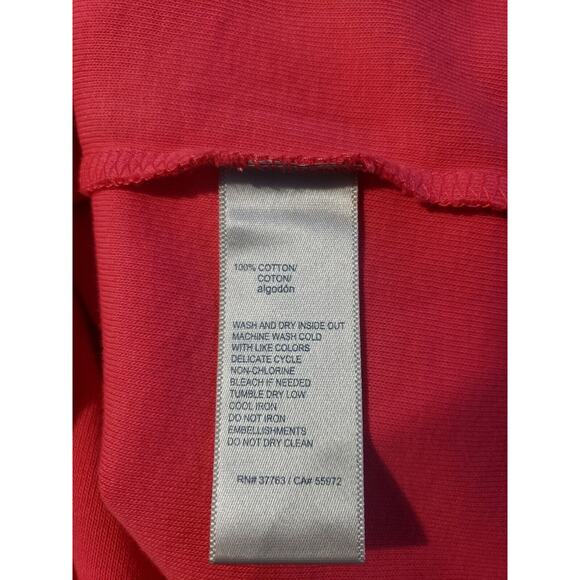 100% COTTON/
COTON/
algodón
WASH AND DRY INSIDE OUT
MACHINE WASH COLD
WITH LIKE COLORS
DELICATE CYCLE
NON-CHLORINE
BLEACH IF NEEDED
TUMBLE DRY LOW
COOL IRON
DO NOT IRON
EMBELLISHMENTS
DO NOT DRY CLEAN
RN# 37763 / CA# 55972